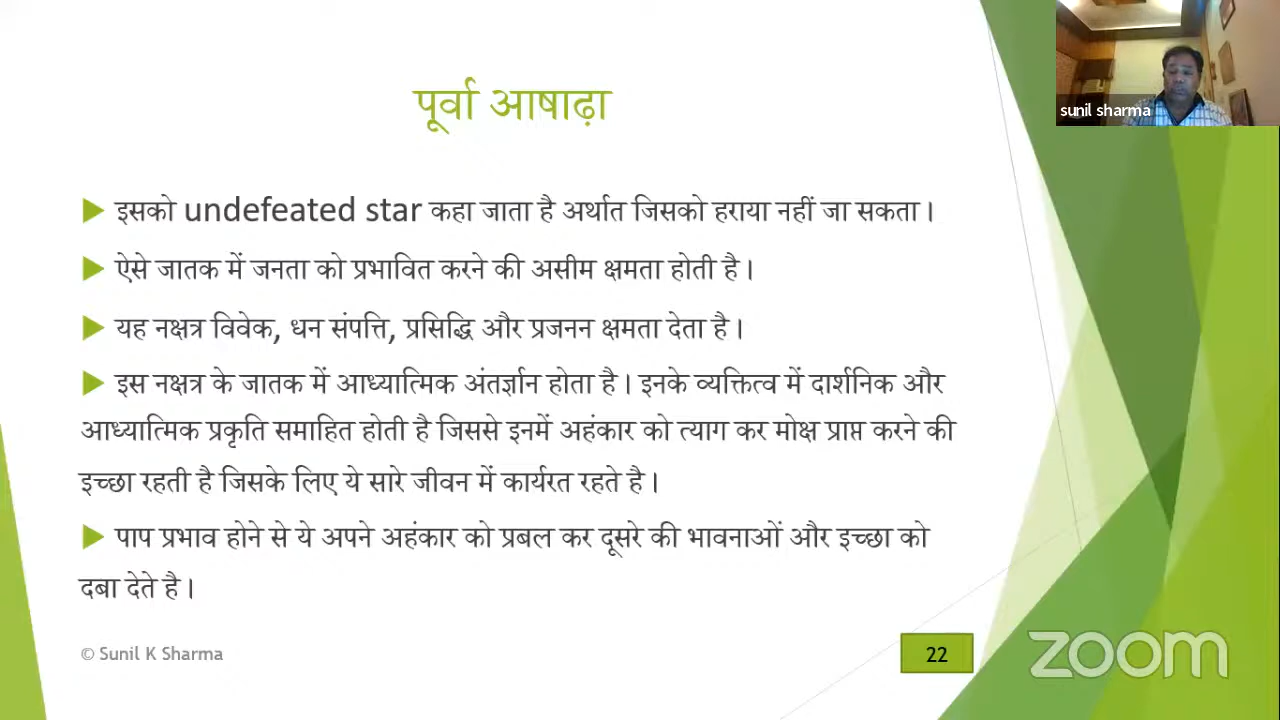 पूर्वा आषाढ़ा
sunil sharma
इसको undefeated star कहा जाता है अर्थात जिसको हराया नहीं जा सकता।
ऐसे जातक में जनता को प्रभावित करने की असीम क्षमता होती है।
यह नक्षत्र विवेक, धन संपत्ति, प्रसिद्धि और प्रजनन क्षमता देता है।
इस नक्षत्र के जातक में आध्यात्मिक अंतर्ज्ञान होता है। इनके व्यक्तित्व में दार्शनिक और
आध्यात्मिक प्रकृति समाहित होती है जिससे इनमें अहंकार को त्याग कर मोक्ष प्राप्त करने की
इच्छा रहती है जिसके लिए ये सारे जीवन में कार्यरत रहते है।
पाप प्रभाव होने से ये अपने अहंकार को प्रबल कर दूसरे की भावनाओं और इच्छा को
दबा देते है।
© Sunil K Sharma
22
zoom